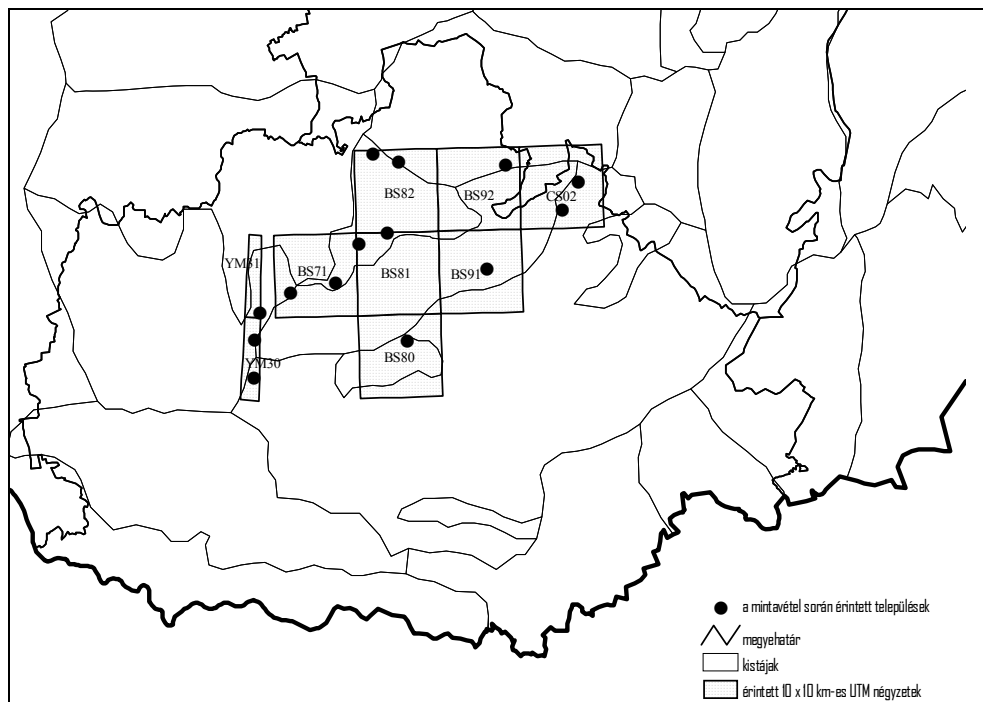 BS82
BS92
CS02
YM31
BS71
BS81
BS91
YM30
BS80
a mintavétel során érintett települések
megyehatár
kistájak
érintett 10 x 10 km-es UTM négyzetek